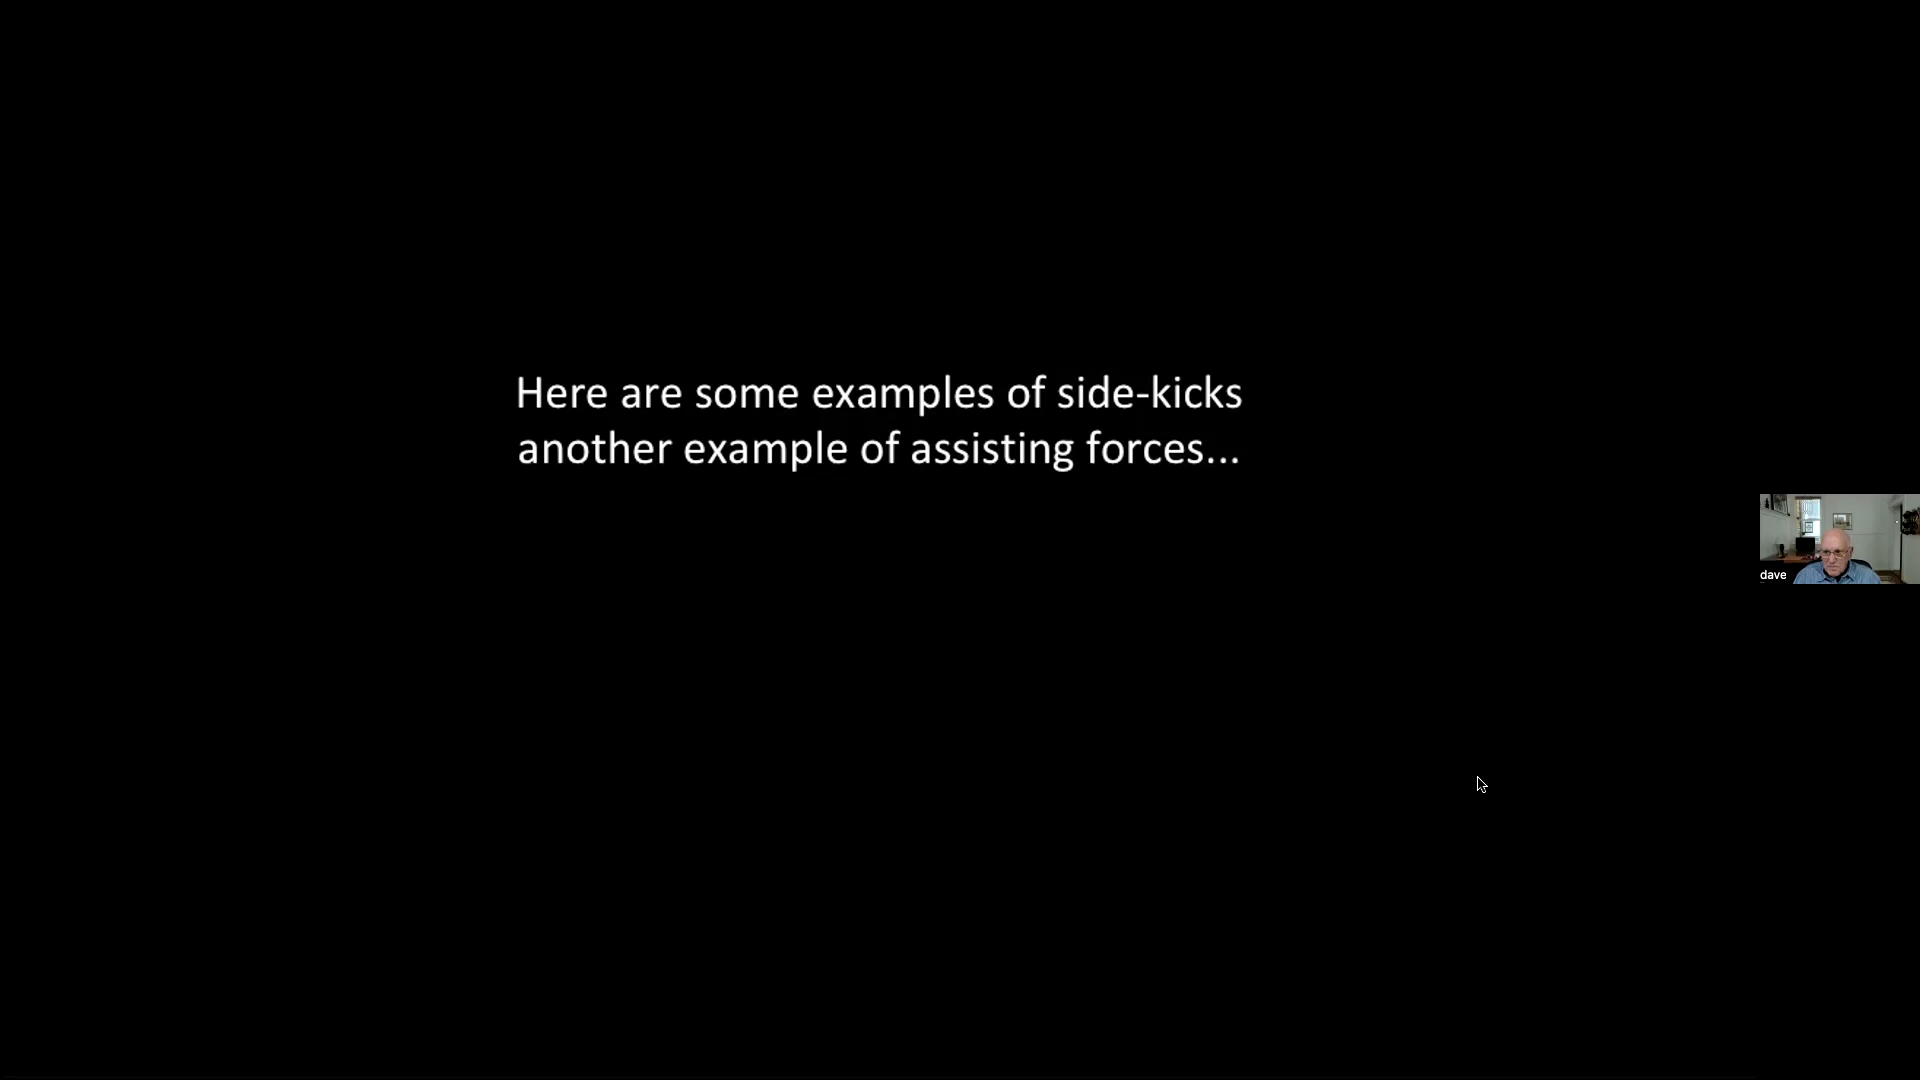 Here are some examples of side-kicks
another example of assisting forces...
dave